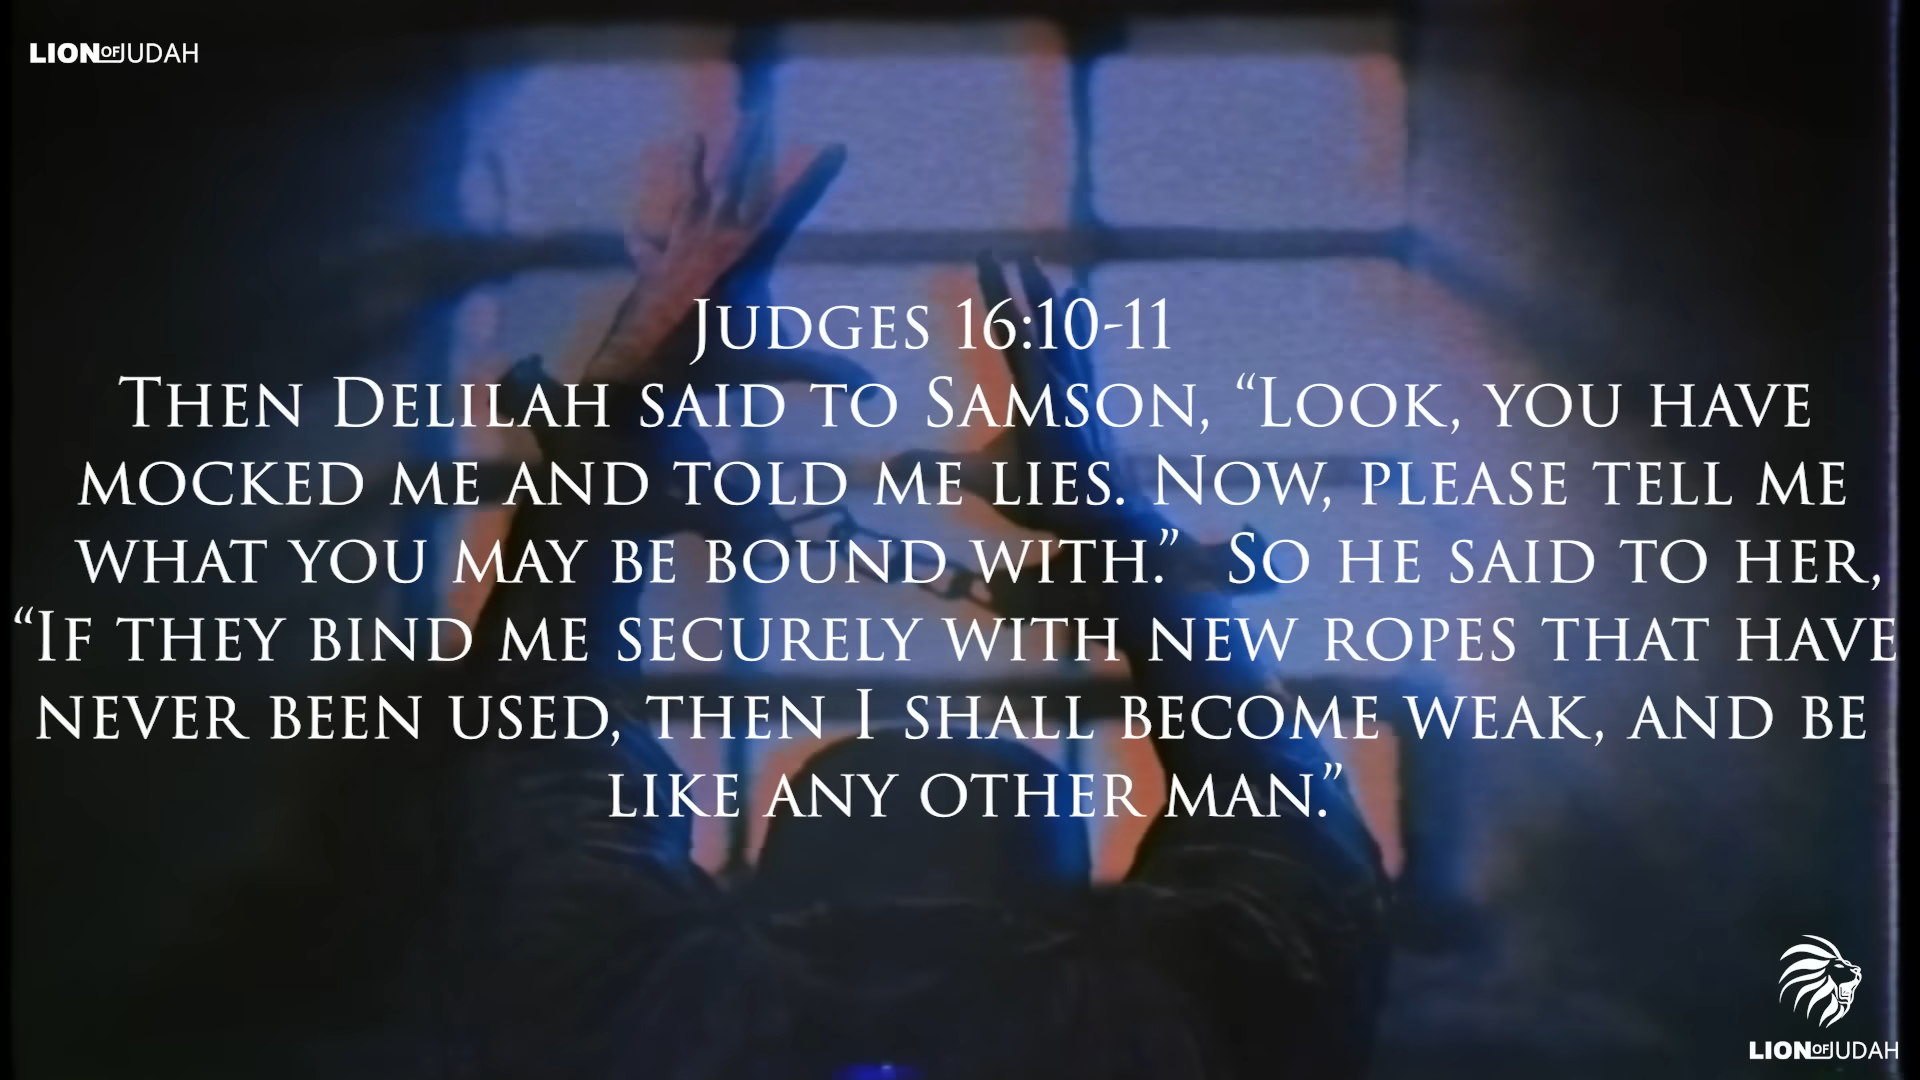 LION OF JUDAH
Judges 16:10-11
Then Delilah said to Samson, “Look, you have
mocked me and told me lies. Now, please tell me
what you may be bound with.” So he said to her,
“If they bind me securely with new ropes that have
never been used, then I shall become weak, and be
like any other man.”
LION OF JUDAH